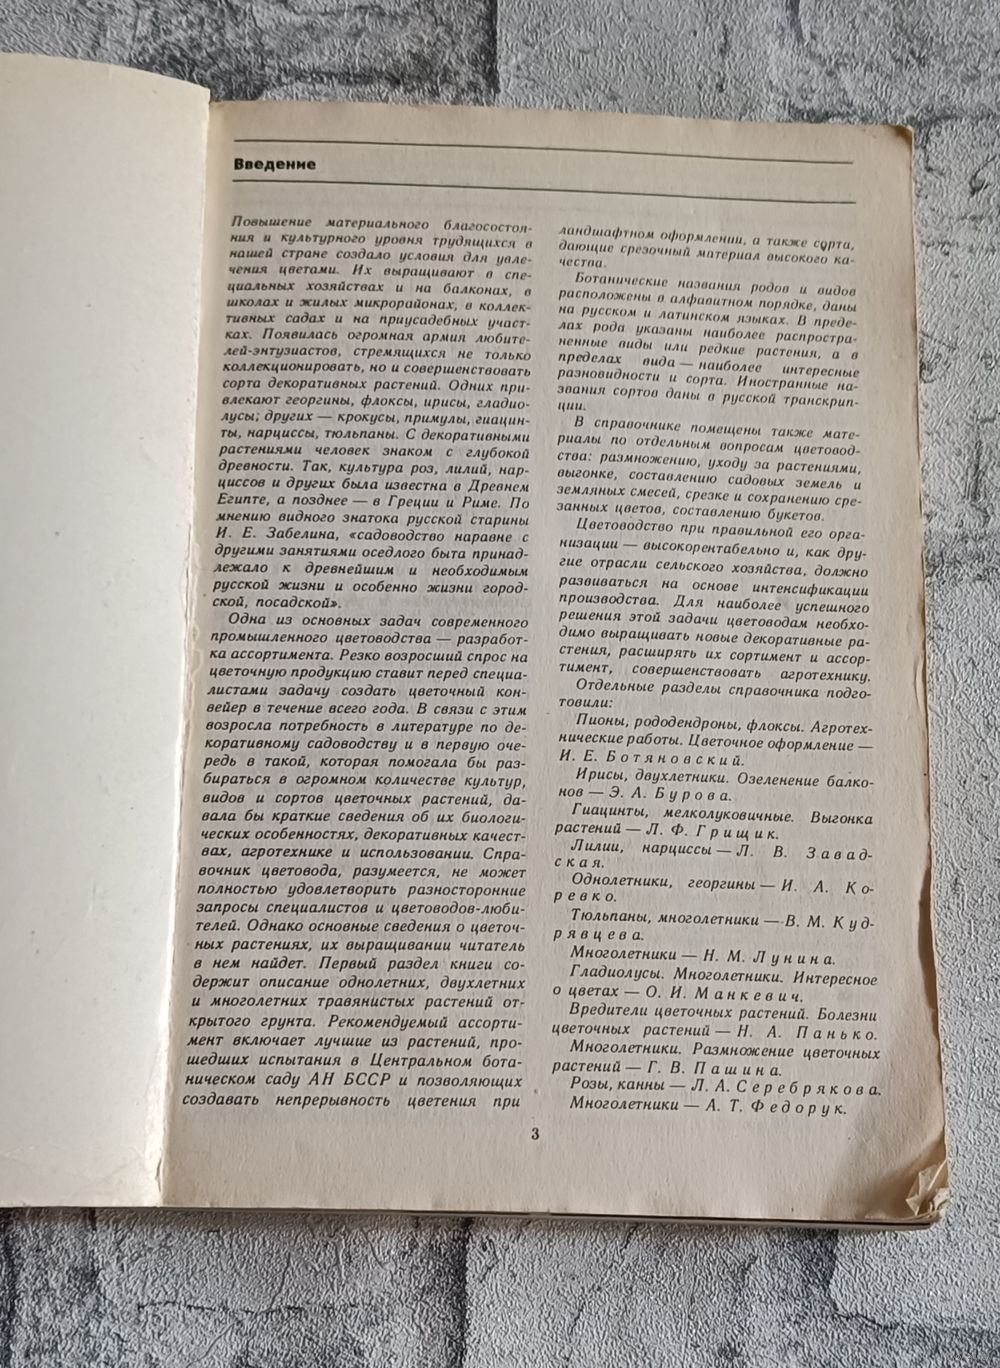 Введение
Повышение материального благосостоя-
ния и культурного уровня трудящихся в
нашей стране создало условия для увле-
чения цветами. Их выращивают в спе-
циальных хозяйствах и на балконах, в
школах и жилых микрорайонах, в коллек-
тивных садах и на приусадебных участ-
ках. Появилась огромная армия любите-
лей-энтузиастов, стремящихся не только
коллекционировать, но и совершенствовать
сорта декоративных растений. Одних при-
влекают георгины, флоксы, ирисы, гладио-
лусы; других — крокусы, примулы, гиацин-
ты, нарциссы, тюльпаны. С декоративными
растениями человек знаком с глубокой
древности. Так, культура роз, лилий, нар-
циссов и других была известна в Древнем
Египте, а позднее — в Греции и Риме. По
мнению видного знатока русской старины
И. Е. Забелина, «садоводство наравне с
другими занятиями оседлого быта принад-
лежало к древнейшим и необходимым
русской жизни и особенно жизни город-
ской, посадской».
Одна из основных задач современного
промышленного цветоводства — разработ-
ка ассортимента. Резко возросший спрос на
цветочную продукцию ставит перед специа-
листами задачу создать цветочный кон-
вейер в течение всего года. В связи с этим
возросла потребность в литературе по де-
коративному садоводству и в первую оче-
редь в такой, которая помогала бы раз-
бираться в огромном количестве культур,
видов и сортов цветочных растений, да-
вала бы краткие сведения об их биологи-
ческих особенностях, декоративных качест-
вах, агротехнике и использовании. Спра-
вочник цветовода, разумеется, не может
полностью удовлетворить разносторонние
запросы специалистов и цветоводов-люби-
телей. Однако основные сведения о цветоч-
ных растениях, их выращивании читатель
в нем найдет. Первый раздел книги со-
держит описание однолетних, двухлетних
и многолетних травянистых растений от-
крытого грунта. Рекомендуемый ассорти-
мент включает лучшие из растений, про-
шедших испытания в Центральном бота-
ническом саду АН БССР и позволяющих
создавать непрерывность цветения при
ландшафтном оформлении, а также сорта,
дающие срезочный материал высокого ка-
чества.
Ботанические названия родов и видов
расположены в алфавитном порядке, даны
на русском и латинском языках. В преде-
лах рода указаны наиболее распростра-
ненные виды или редкие растения, а в
пределах вида — наиболее интересные
разновидности и сорта. Иностранные на-
звания сортов даны в русской транскрип-
ции.
В справочнике помещены также мате-
риалы по отдельным вопросам цветовод-
ства: размножению, уходу за растениями,
выгонке, составлению садовых земель и
земляных смесей, срезке и сохранению сре-
занных цветов, составлению букетов.
Цветоводство при правильной его орга-
низации — высокорентабельно и, как дру-
гие отрасли сельского хозяйства, должно
развиваться на основе интенсификации
производства. Для наиболее успешного
решения этой задачи цветоводам необхо-
димо выращивать новые декоративные ра-
стения, расширять их сортимент и ассор-
тимент, совершенствовать агротехнику.
Отдельные разделы справочника подго-
товили:
Пионы, рододендроны, флоксы. Агротех-
нические работы. Цветочное оформление —
И. Е. Ботяновский.
Ирисы, двухлетники. Озеленение балко-
нов — Э. А. Бурова.
Гиацинты, мелколуковичные. Выгонка
растений — Л. Ф. Грищик.
Лилии, нарциссы — Л. В. Завад-
ская.
Однолетники, георгины — И. А. Ко-
ревко.
Тюльпаны, многолетники — В. М. Куд-
рявцева.
Многолетники — Н. М. Лунина.
Гладиолусы. Многолетники. Интересное
о цветах — О. И. Манкевич.
Вредители цветочных растений. Болезни
цветочных растений — Н. А. Панько.
Многолетники. Размножение цветочных
растений — Г. В. Пашина.
Розы, канны — Л. А. Серебрякова.
Многолетники — А. Т. Федорук.
3